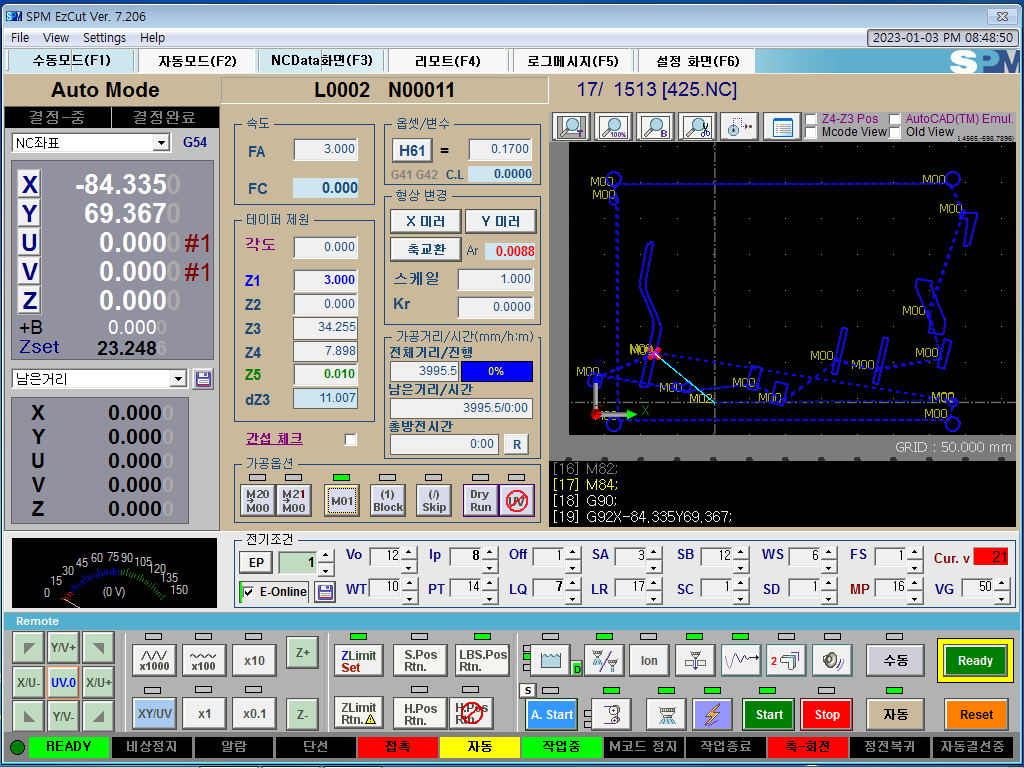 SPM EzCut Ver. 7.206
File View Settings Help
2023-01-03 PM 08:48:50
수동모드(F1) 자동모드(F2) NCData화면(F3) 리모트(F4) 로그메시지(F5) 설정 화면(F6)
SPM
Auto Mode
L0002 N00011
17/ 1513 [425.NC]
결정-중 결정완료
NC좌표 G54
X -84.3350
Y 69.3670
U 0.0000 #1
V 0.0000 #1
Z 0.0000
+B 0.0000
Zset 23.2486
남은거리
X 0.0000
Y 0.0000
U 0.0000
V 0.0000
Z 0.0000
속도
FA 3.000
FC 0.000
테이퍼 제원
각도 0.000
Z1 3.000
Z2 0.000
Z3 34.255
Z4 7.898
Z5 0.010
dZ3 11.007
간섭 체크
옵셋/변수
H61 = 0.1700
G41 G42 C.L 0.0000
형상 변경
X 미러 Y 미러
축교환 Ar 0.0088
스케일 1.000
Kr 0.0000
가공거리/시간(mm/h:m)
전체거리/진행
3995.5 0%
남은거리/시간
3995.5/0:00
총방전시간
0:00 R
가공옵션
M20→M00 M21→M00 M01 (1) Block (/) Skip Dry Run UV
T 100% B
Z4-Z3 Pos AutoCAD(TM) Emul.
Mcode View Old View
M00 M00
M00 M00
M00
M00 M00 M00
M00 M00
M00 M00 M02 M00 M00
M00 M00
X
GRID : 50.000 mm
[16] M82;
[17] M84;
[18] G90;
[19] G92X-84,335Y69,367;
0 15 30 45 60 75 90 105 120 135 150
(0 V)
전기조건
EP 1 Vo 12 Ip 8 Off 1 SA 3 SB 12 WS 6 FS 1 Cur. v 21
E-Online WT 10 PT 14 LQ 7 LR 17 SC 1 SD 1 MP 16 VG 50
Remote
Y/V+
X/U- UV.0 X/U+
Y/V-
x1000 x100 x10 Z+
XY/UV x1 x0.1 Z-
ZLimit Set S.Pos Rtn. LBS.Pos Rtn.
ZLimit Rtn. H.Pos Rtn. H.Pos Rtn.
D Ion 2 수동 Ready
S A. Start Start Stop 자동 Reset
READY 비상정지 알람 단선 접촉 자동 작업중 M코드 정지 작업종료 축-회전 정전복귀 자동결선중